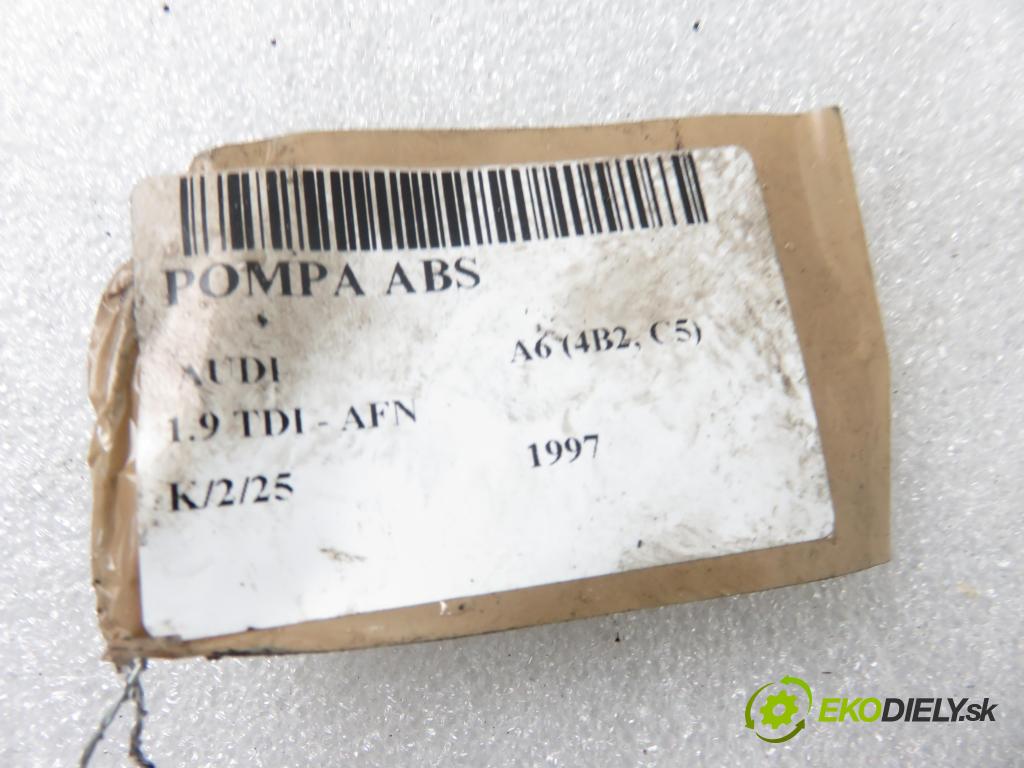 POMPA ABS
AUDI A6 (4B2, C5)
1.9 TDI - AFN
K/2/25 1997
EKODIELY.sk